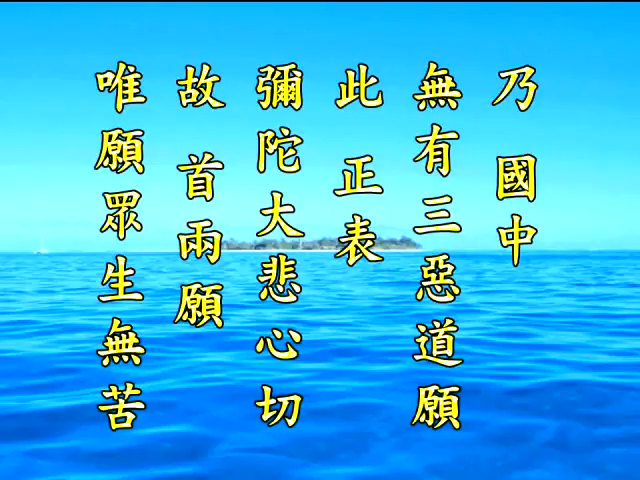 乃 國中
無有三惡道願
此 正表
彌陀大悲心切
故 首兩願
唯願眾生無苦